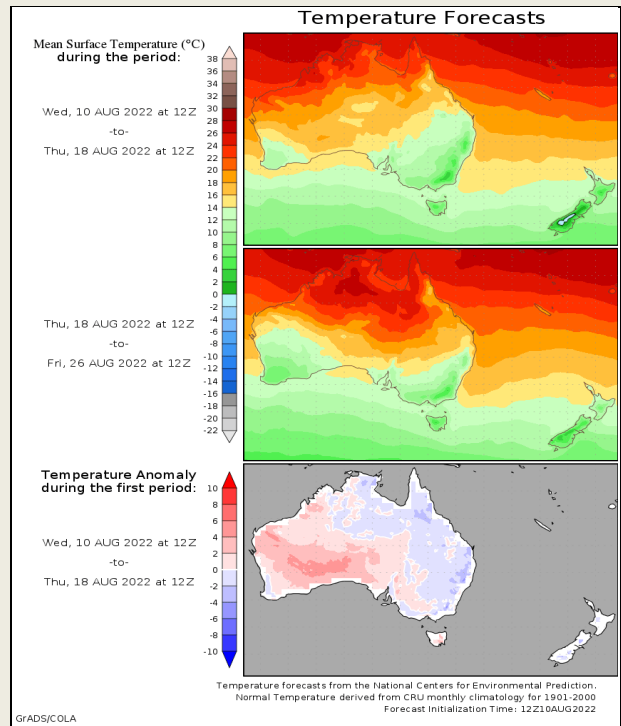 Temperature Forecasts
Mean Surface Temperature (°C)
during the period:
Wed, 10 AUG 2022 at 12Z
-to-
Thu, 18 AUG 2022 at 12Z
38
36
34
32
30
28
26
24
22
20
18
16
14
12
10
8
6
4
2
0
-2
-4
-6
-8
-10
-12
-14
-16
-18
-20
-22
Thu, 18 AUG 2022 at 12Z
-to-
Fri, 26 AUG 2022 at 12Z
Temperature Anomaly
during the first period:
Wed, 10 AUG 2022 at 12Z
-to-
Thu, 18 AUG 2022 at 12Z
10
8
6
4
2
0
-2
-4
-6
-8
-10
Temperature forecasts from the National Centers for Environmental Prediction.
Normal Temperature derived from CRU monthly climatology for 1901-2000
Forecast Initialization Time: 12Z10AUG2022
GrADS/COLA